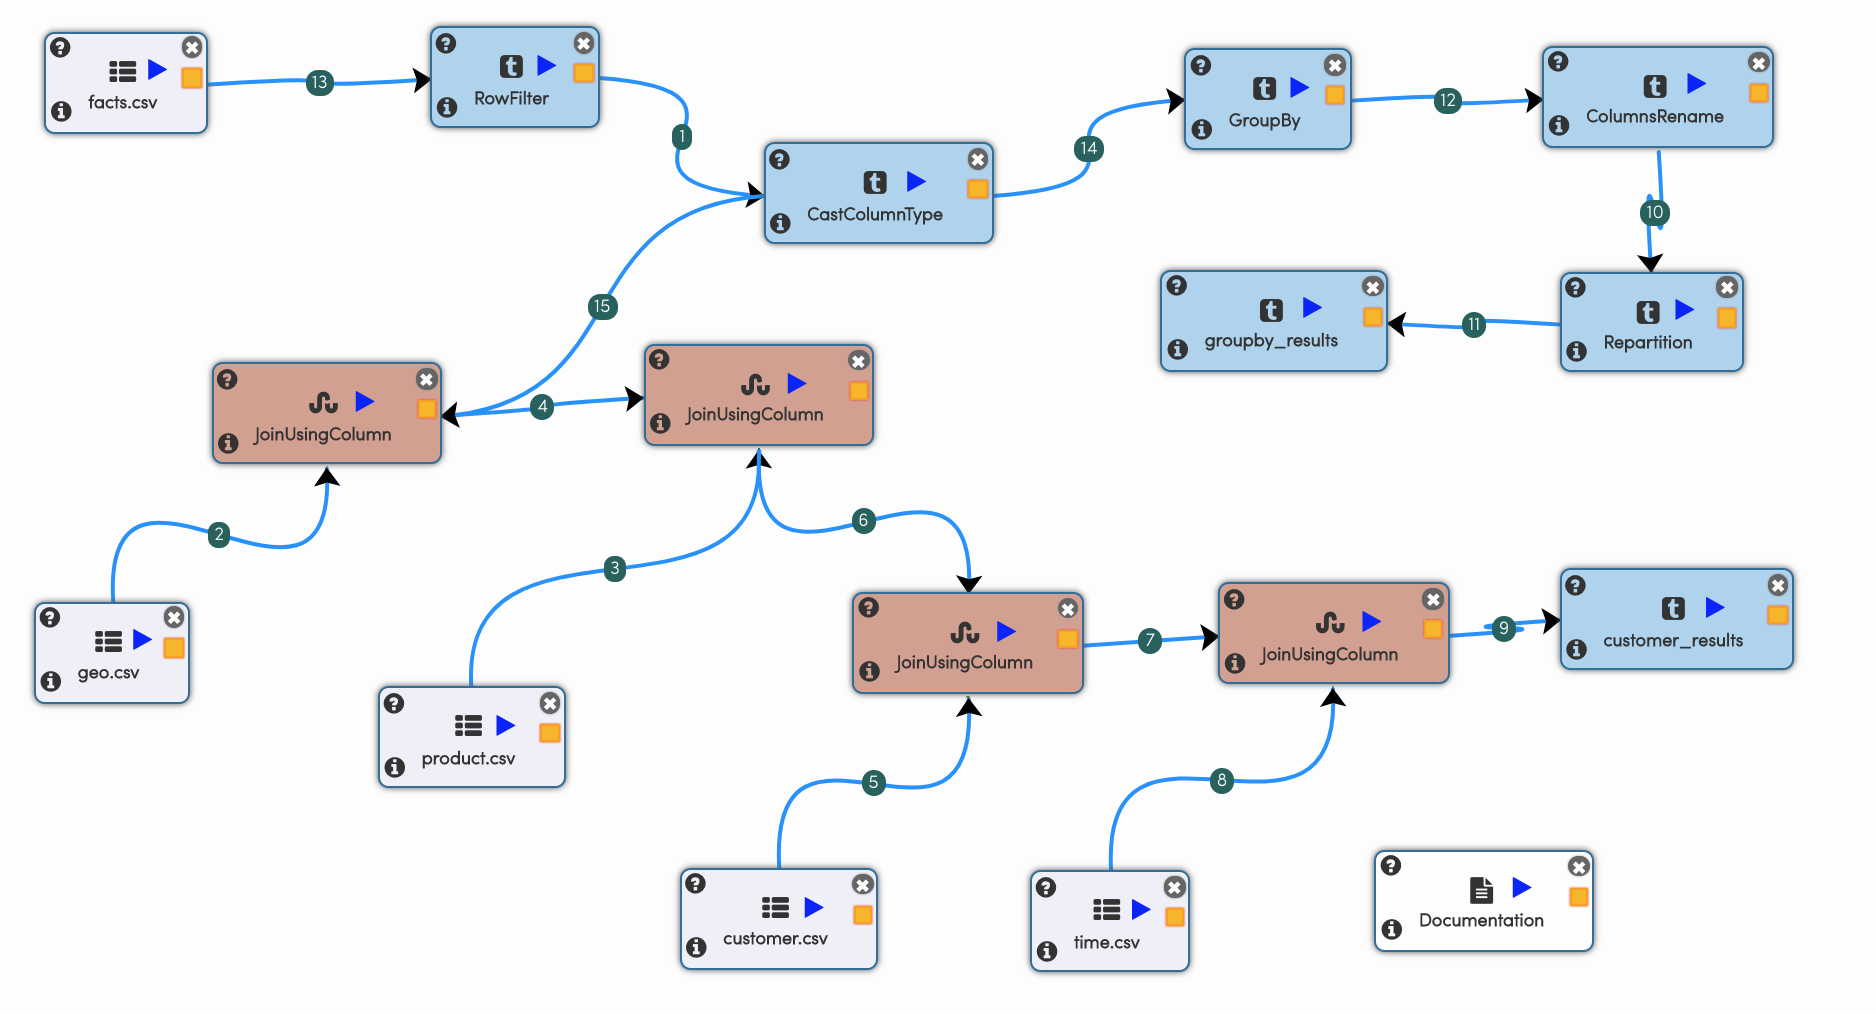 facts.csv
13
RowFilter
1
CastColumnType
14
GroupBy
12
ColumnsRename
10
groupby_results
11
Repartition
15
JoinUsingColumn
4
JoinUsingColumn
2
3
6
geo.csv
product.csv
JoinUsingColumn
7
JoinUsingColumn
9
customer_results
5
8
customer.csv
time.csv
Documentation